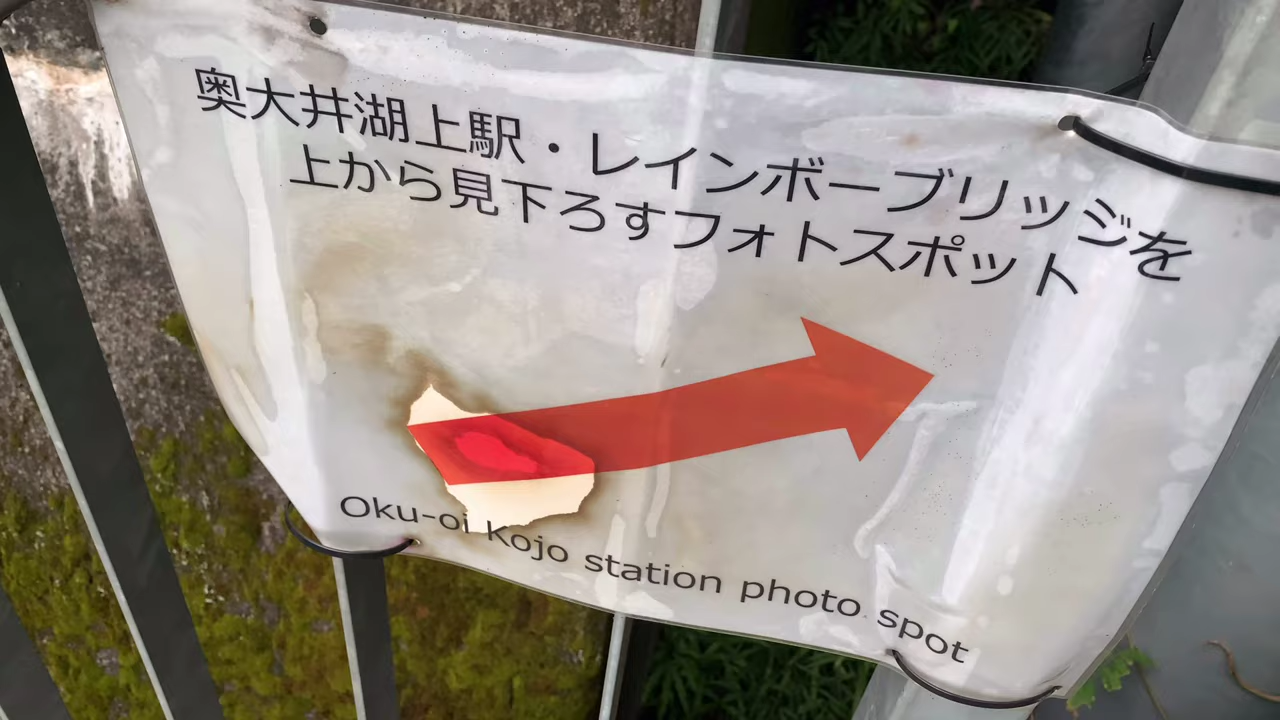 奥大井湖上駅・レインボーブリッジを
上から見下ろすフォトスポット
Oku-oi Kojo station photo spot